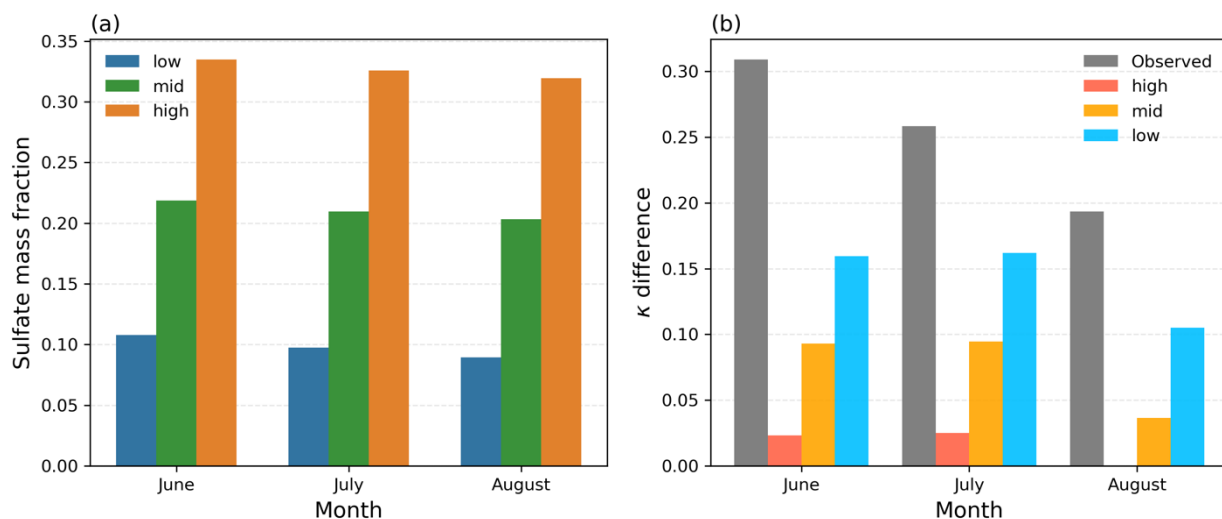 (a)
Sulfate mass fraction
0.35
0.30
0.25
0.20
0.15
0.10
0.05
0.00
low
mid
high
June
July
August
Month
(b)
κ difference
0.30
0.25
0.20
0.15
0.10
0.05
0.00
Observed
high
mid
low
June
July
August
Month